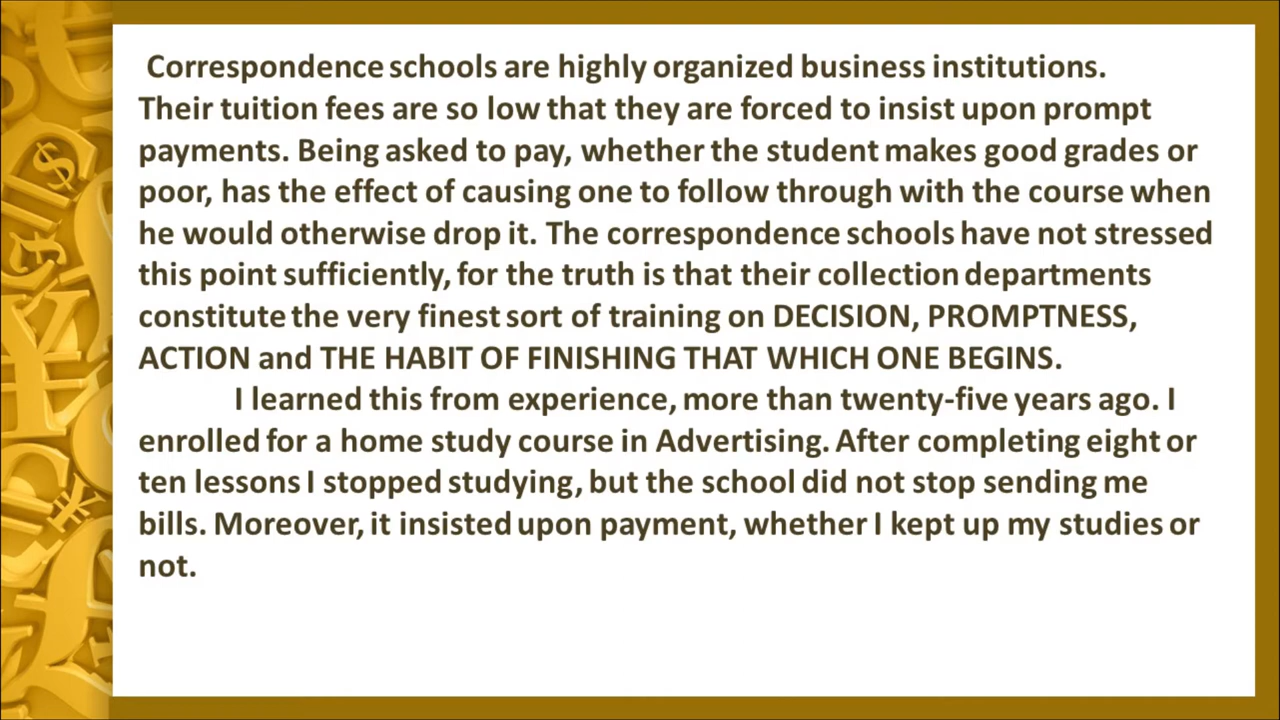 Correspondence schools are highly organized business institutions.
Their tuition fees are so low that they are forced to insist upon prompt
payments. Being asked to pay, whether the student makes good grades or
poor, has the effect of causing one to follow through with the course when
he would otherwise drop it. The correspondence schools have not stressed
this point sufficiently, for the truth is that their collection departments
constitute the very finest sort of training on DECISION, PROMPTNESS,
ACTION and THE HABIT OF FINISHING THAT WHICH ONE BEGINS.
I learned this from experience, more than twenty-five years ago. I
enrolled for a home study course in Advertising. After completing eight or
ten lessons I stopped studying, but the school did not stop sending me
bills. Moreover, it insisted upon payment, whether I kept up my studies or
not.